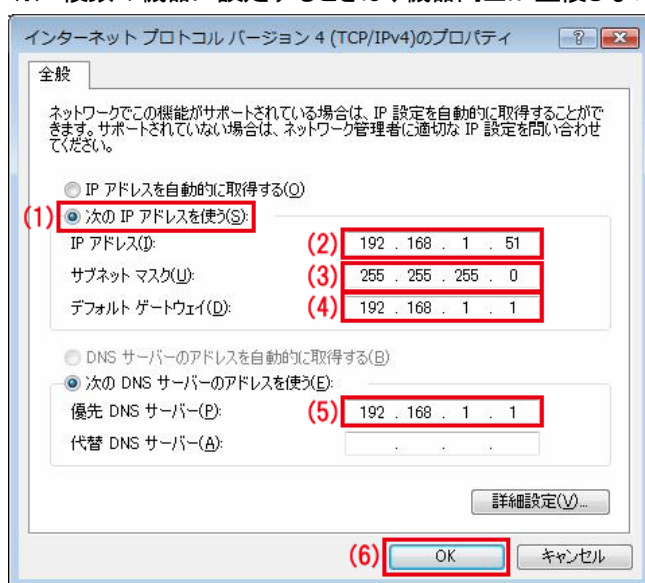 インターネット プロトコル バージョン 4 (TCP/IPv4)のプロパティ
全般
ネットワークでこの機能がサポートされている場合は、IP 設定を自動的に取得することがで
きます。サポートされていない場合は、ネットワーク管理者に適切な IP 設定を問い合わせ
てください。
IP アドレスを自動的に取得する(O)
(1) 次の IP アドレスを使う(S):
IP アドレス(I): (2) 192 . 168 . 1 . 51
サブネット マスク(U): (3) 255 . 255 . 255 . 0
デフォルト ゲートウェイ(D): (4) 192 . 168 . 1 . 1
DNS サーバーのアドレスを自動的に取得する(B)
次の DNS サーバーのアドレスを使う(E):
優先 DNS サーバー(P): (5) 192 . 168 . 1 . 1
代替 DNS サーバー(A): . . .
詳細設定(V)...
(6) OK キャンセル